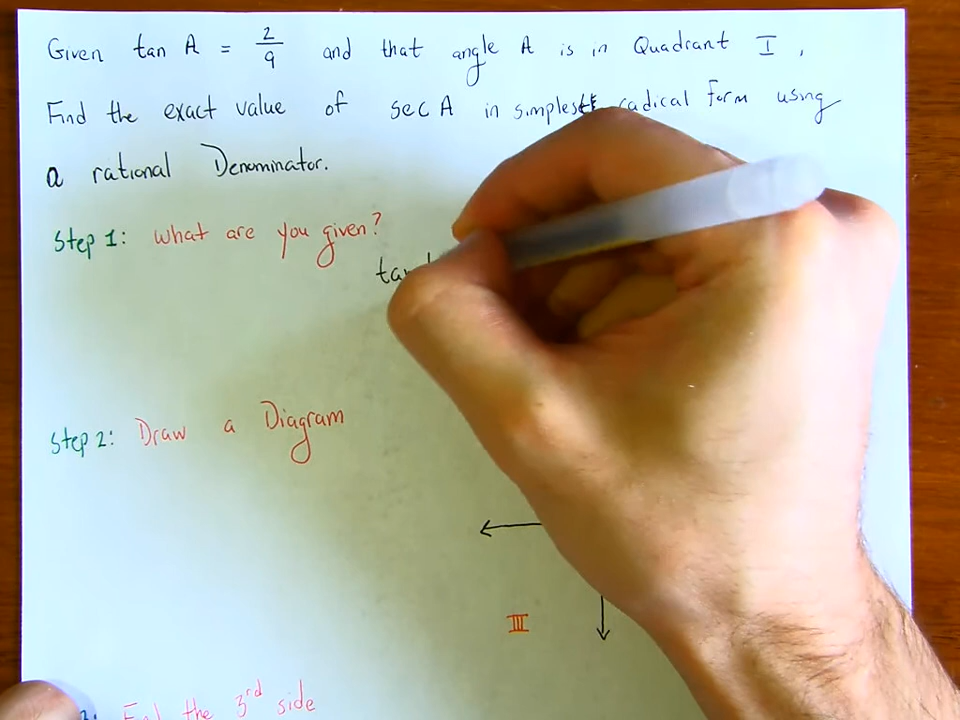 Given tan A = 2/9 and that angle A is in Quadrant I,
Find the exact value of sec A in simplest radical form using
a rational Denominator.
Step 1: What are you given?
tan
Step 2: Draw a Diagram
III
the 3rd side